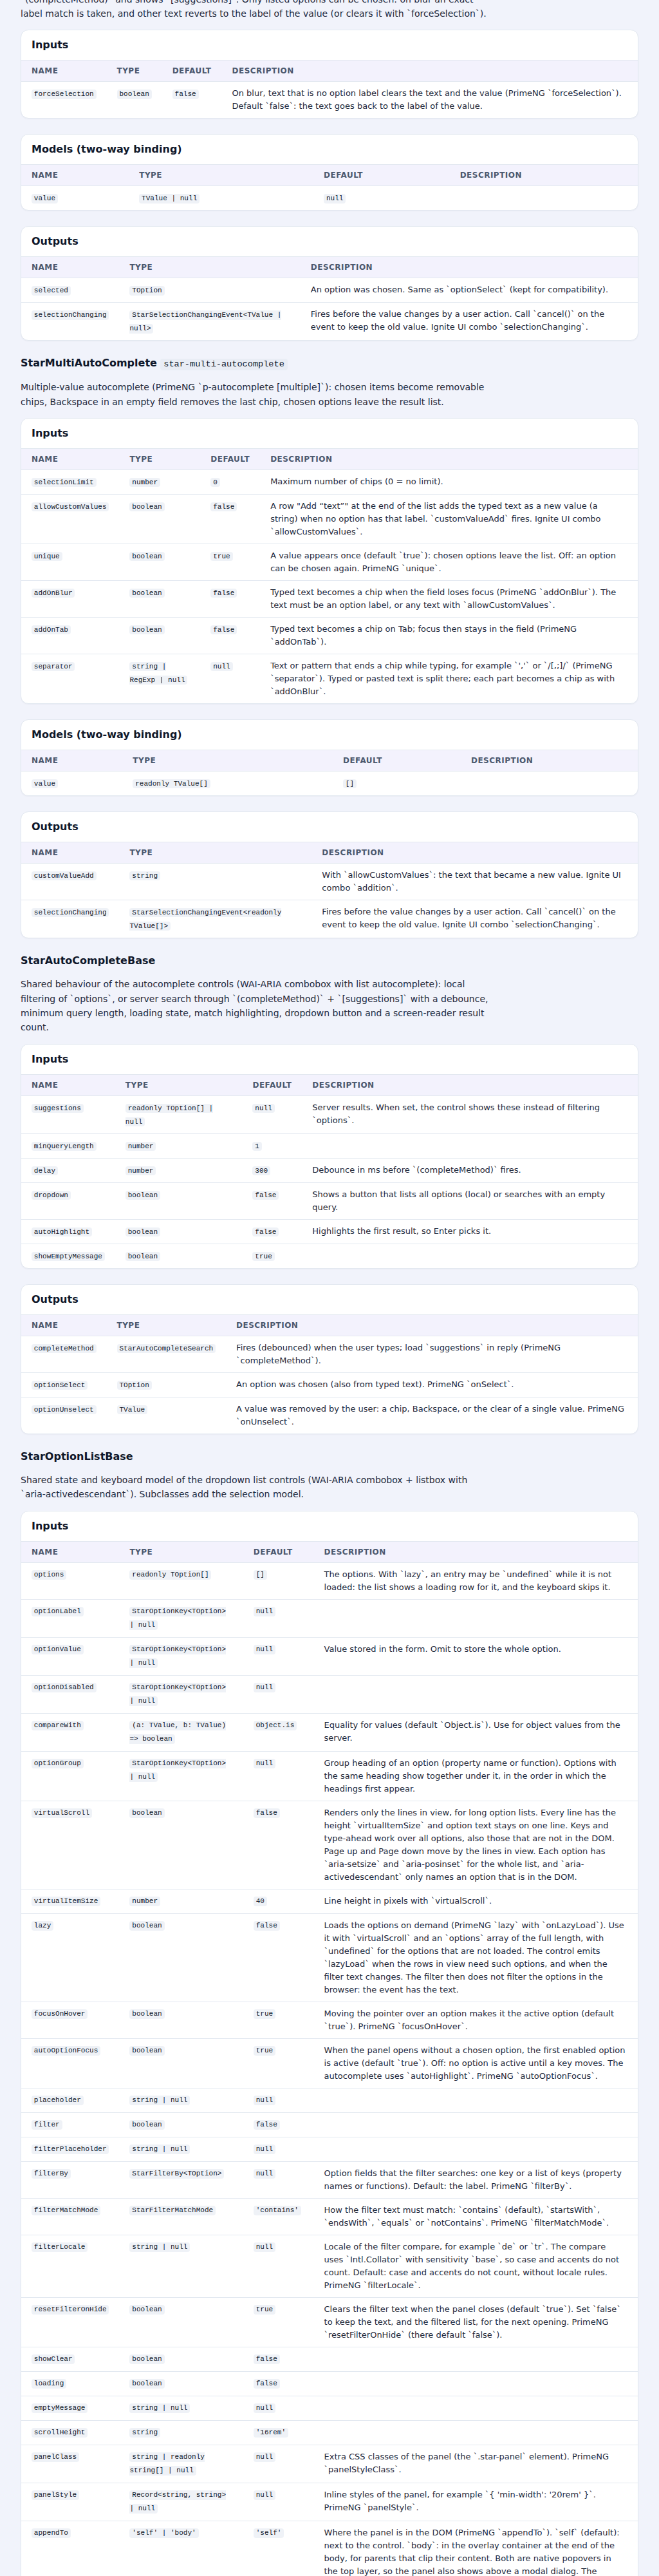 (completeMethod)` and shows `[suggestions]`. Only listed options can be chosen: on blur an exact
label match is taken, and other text reverts to the label of the value (or clears it with `forceSelection`).
Inputs
NAME TYPE DEFAULT DESCRIPTION
forceSelection boolean false On blur, text that is no option label clears the text and the value (PrimeNG `forceSelection`).
Default `false`: the text goes back to the label of the value.
Models (two-way binding)
NAME TYPE DEFAULT DESCRIPTION
value TValue | null null
Outputs
NAME TYPE DESCRIPTION
selected TOption An option was chosen. Same as `optionSelect` (kept for compatibility).
selectionChanging StarSelectionChangingEvent<TValue | Fires before the value changes by a user action. Call `cancel()` on the
null> event to keep the old value. Ignite UI combo `selectionChanging`.
StarMultiAutoComplete star-multi-autocomplete
Multiple-value autocomplete (PrimeNG `p-autocomplete [multiple]`): chosen items become removable
chips, Backspace in an empty field removes the last chip, chosen options leave the result list.
Inputs
NAME TYPE DEFAULT DESCRIPTION
selectionLimit number 0 Maximum number of chips (0 = no limit).
allowCustomValues boolean false A row "Add “text”" at the end of the list adds the typed text as a new value (a
string) when no option has that label. `customValueAdd` fires. Ignite UI combo
`allowCustomValues`.
unique boolean true A value appears once (default `true`): chosen options leave the list. Off: an option
can be chosen again. PrimeNG `unique`.
addOnBlur boolean false Typed text becomes a chip when the field loses focus (PrimeNG `addOnBlur`). The
text must be an option label, or any text with `allowCustomValues`.
addOnTab boolean false Typed text becomes a chip on Tab; focus then stays in the field (PrimeNG
`addOnTab`).
separator string | null Text or pattern that ends a chip while typing, for example `','` or `/[,;]/` (PrimeNG
RegExp | null `separator`). Typed or pasted text is split there; each part becomes a chip as with
`addOnBlur`.
Models (two-way binding)
NAME TYPE DEFAULT DESCRIPTION
value readonly TValue[] []
Outputs
NAME TYPE DESCRIPTION
customValueAdd string With `allowCustomValues`: the text that became a new value. Ignite UI
combo `addition`.
selectionChanging StarSelectionChangingEvent<readonly Fires before the value changes by a user action. Call `cancel()` on the
TValue[]> event to keep the old value. Ignite UI combo `selectionChanging`.
StarAutoCompleteBase
Shared behaviour of the autocomplete controls (WAI-ARIA combobox with list autocomplete): local
filtering of `options`, or server search through `(completeMethod)` + `[suggestions]` with a debounce,
minimum query length, loading state, match highlighting, dropdown button and a screen-reader result
count.
Inputs
NAME TYPE DEFAULT DESCRIPTION
suggestions readonly TOption[] | null Server results. When set, the control shows these instead of filtering
null `options`.
minQueryLength number 1
delay number 300 Debounce in ms before `(completeMethod)` fires.
dropdown boolean false Shows a button that lists all options (local) or searches with an empty
query.
autoHighlight boolean false Highlights the first result, so Enter picks it.
showEmptyMessage boolean true
Outputs
NAME TYPE DESCRIPTION
completeMethod StarAutoCompleteSearch Fires (debounced) when the user types; load `suggestions` in reply (PrimeNG
`completeMethod`).
optionSelect TOption An option was chosen (also from typed text). PrimeNG `onSelect`.
optionUnselect TValue A value was removed by the user: a chip, Backspace, or the clear of a single value. PrimeNG
`onUnselect`.
StarOptionListBase
Shared state and keyboard model of the dropdown list controls (WAI-ARIA combobox + listbox with
`aria-activedescendant`). Subclasses add the selection model.
Inputs
NAME TYPE DEFAULT DESCRIPTION
options readonly TOption[] [] The options. With `lazy`, an entry may be `undefined` while it is not
loaded: the list shows a loading row for it, and the keyboard skips it.
optionLabel StarOptionKey<TOption> null
| null
optionValue StarOptionKey<TOption> null Value stored in the form. Omit to store the whole option.
| null
optionDisabled StarOptionKey<TOption> null
| null
compareWith (a: TValue, b: TValue) Object.is Equality for values (default `Object.is`). Use for object values from the
=> boolean server.
optionGroup StarOptionKey<TOption> null Group heading of an option (property name or function). Options with
| null the same heading show together under it, in the order in which the
headings first appear.
virtualScroll boolean false Renders only the lines in view, for long option lists. Every line has the
height `virtualItemSize` and option text stays on one line. Keys and
type-ahead work over all options, also those that are not in the DOM.
Page up and Page down move by the lines in view. Each option has
`aria-setsize` and `aria-posinset` for the whole list, and `aria-
activedescendant` only names an option that is in the DOM.
virtualItemSize number 40 Line height in pixels with `virtualScroll`.
lazy boolean false Loads the options on demand (PrimeNG `lazy` with `onLazyLoad`). Use
it with `virtualScroll` and an `options` array of the full length, with
`undefined` for the options that are not loaded. The control emits
`lazyLoad` when the rows in view need such options, and when the
filter text changes. The filter then does not filter the options in the
browser: the event has the text.
focusOnHover boolean true Moving the pointer over an option makes it the active option (default
`true`). PrimeNG `focusOnHover`.
autoOptionFocus boolean true When the panel opens without a chosen option, the first enabled option
is active (default `true`). Off: no option is active until a key moves. The
autocomplete uses `autoHighlight`. PrimeNG `autoOptionFocus`.
placeholder string | null null
filter boolean false
filterPlaceholder string | null null
filterBy StarFilterBy<TOption> null Option fields that the filter searches: one key or a list of keys (property
names or functions). Default: the label. PrimeNG `filterBy`.
filterMatchMode StarFilterMatchMode 'contains' How the filter text must match: `contains` (default), `startsWith`,
`endsWith`, `equals` or `notContains`. PrimeNG `filterMatchMode`.
filterLocale string | null null Locale of the filter compare, for example `de` or `tr`. The compare
uses `Intl.Collator` with sensitivity `base`, so case and accents do not
count. Default: case and accents do not count, without locale rules.
PrimeNG `filterLocale`.
resetFilterOnHide boolean true Clears the filter text when the panel closes (default `true`). Set `false`
to keep the text, and the filtered list, for the next opening. PrimeNG
`resetFilterOnHide` (there default `false`).
showClear boolean false
loading boolean false
emptyMessage string | null null
scrollHeight string '16rem'
panelClass string | readonly null Extra CSS classes of the panel (the `.star-panel` element). PrimeNG
string[] | null `panelStyleClass`.
panelStyle Record<string, string> null Inline styles of the panel, for example `{ 'min-width': '20rem' }`.
| null PrimeNG `panelStyle`.
appendTo 'self' | 'body' 'self' Where the panel is in the DOM (PrimeNG `appendTo`). `self` (default):
next to the control. `body`: in the overlay container at the end of the
body, for parents that clip their content. Both are native popovers in
the top layer, so the panel also shows above a modal dialog. The